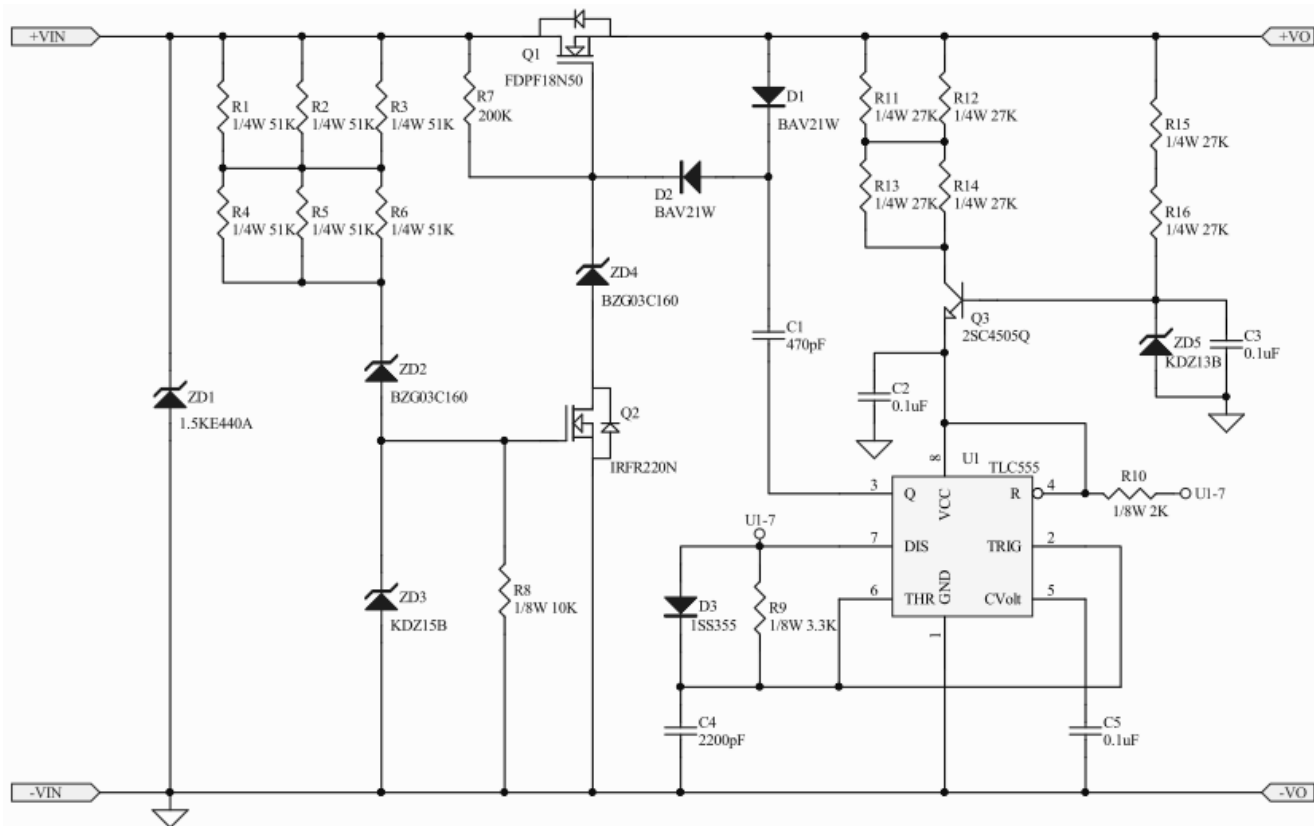 +VIN
+VO
Q1
FDPF18N50
R1
1/4W 51K
R2
1/4W 51K
R3
1/4W 51K
R7
200K
D1
BAV21W
R11
1/4W 27K
R12
1/4W 27K
R15
1/4W 27K
R4
1/4W 51K
R5
1/4W 51K
R6
1/4W 51K
D2
BAV21W
R13
1/4W 27K
R14
1/4W 27K
R16
1/4W 27K
ZD4
BZG03C160
C1
470pF
Q3
2SC4505Q
ZD5
KDZ13B
C3
0.1uF
ZD1
1.5KE440A
ZD2
BZG03C160
Q2
IRFR220N
C2
0.1uF
8
U1
TLC555
3
Q
VCC
R
4
R10
1/8W 2K
U1-7
U1-7
7
DIS
TRIG
2
6
THR
GND
CVolt
5
1
ZD3
KDZ15B
R8
1/8W 10K
D3
1SS355
R9
1/8W 3.3K
C4
2200pF
C5
0.1uF
-VIN
-VO